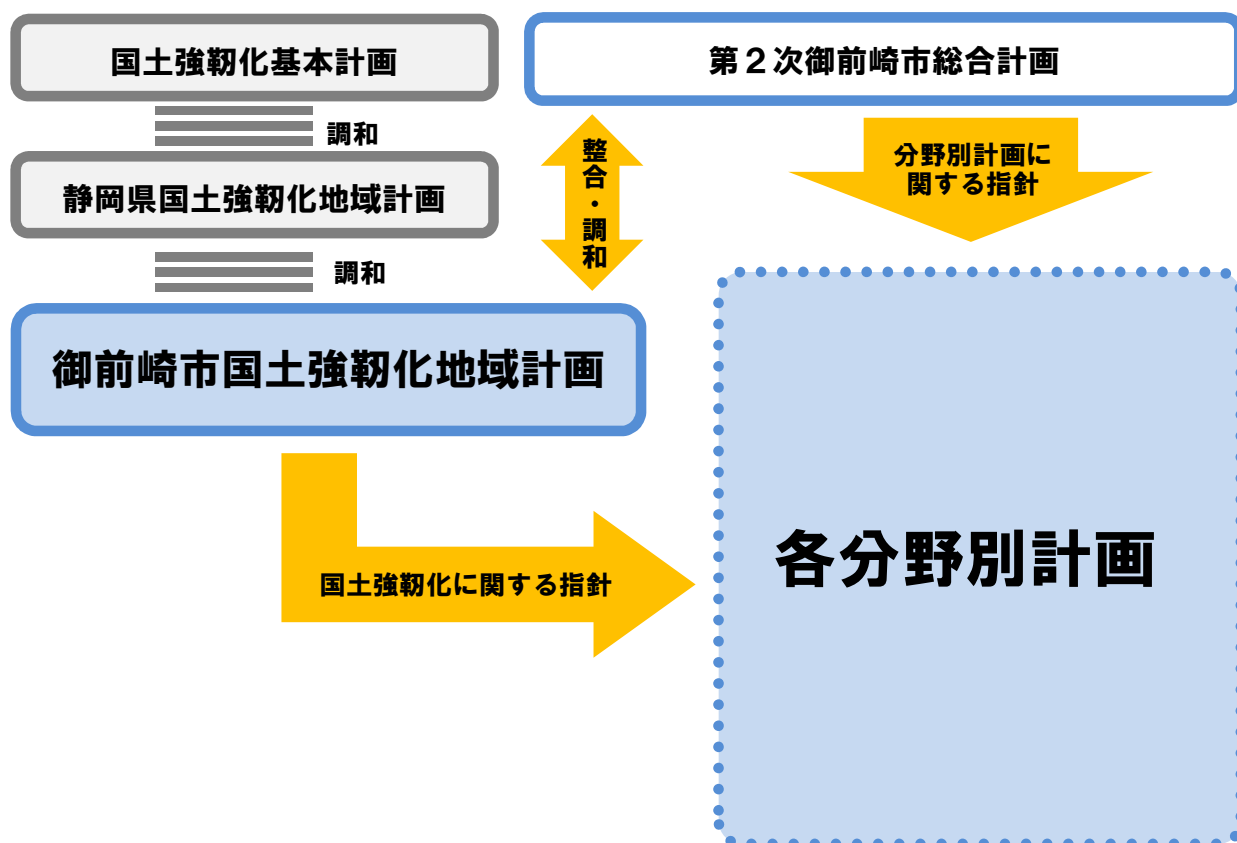 国土強靭化基本計画
調和
静岡県国土強靭化地域計画
調和
御前崎市国土強靭化地域計画
第２次御前崎市総合計画
整合・調和
分野別計画に
関する指針
国土強靭化に関する指針
各分野別計画